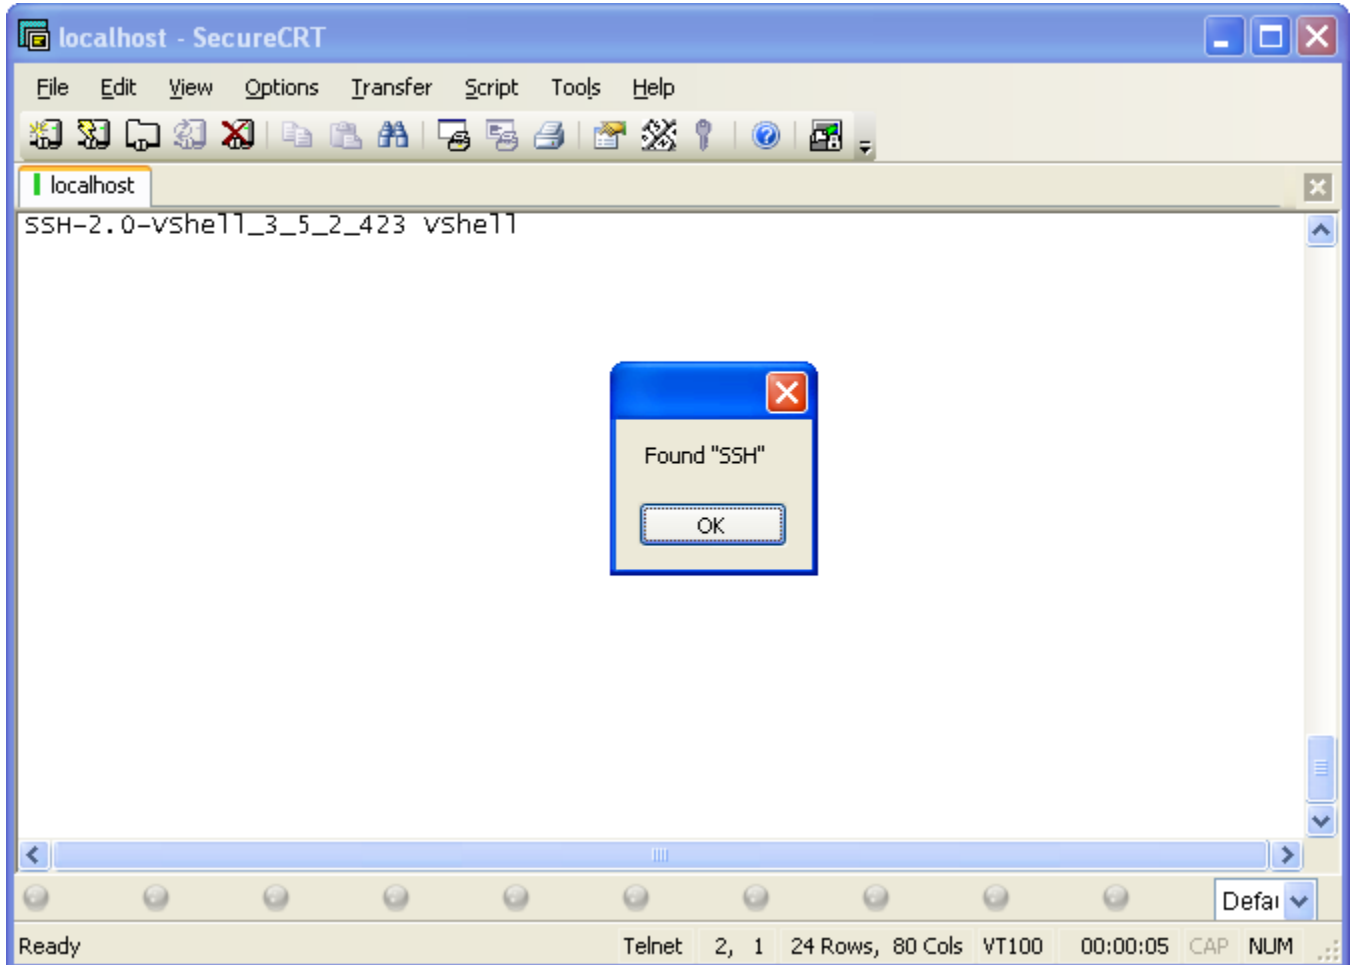 localhost - SecureCRT
File Edit View Options Transfer Script Tools Help
localhost
SSH-2.0-VShell_3_5_2_423 VShell
Found "SSH"
OK
Defau
Ready Telnet 2, 1 24 Rows, 80 Cols VT100 00:00:05 CAP NUM